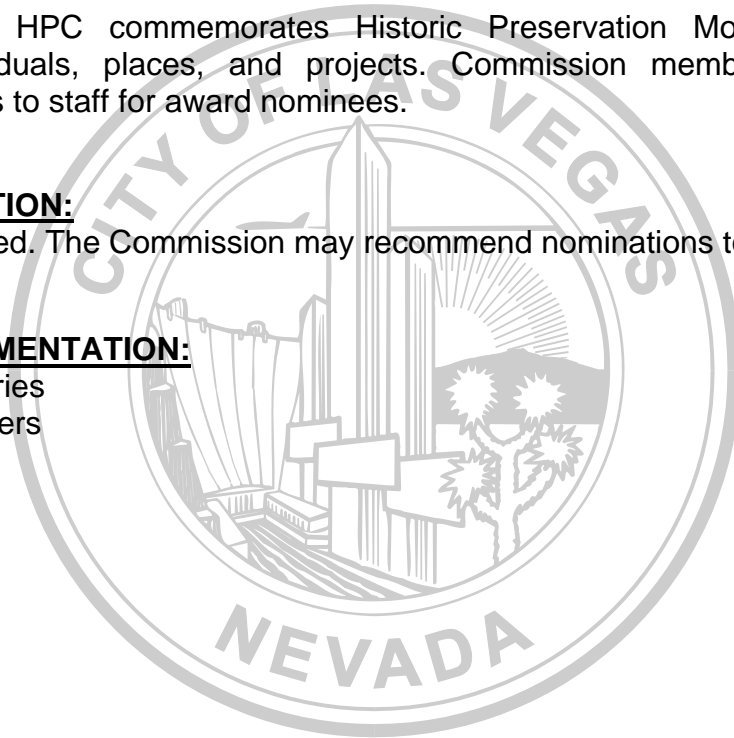 HPC commemorates Historic Preservation Mo
duals, places, and projects. Commission memb
s to staff for award nominees.
TION:
ed. The Commission may recommend nominations to
MENTATION:
ries
ers
CITY OF LAS VEGAS
NEVADA